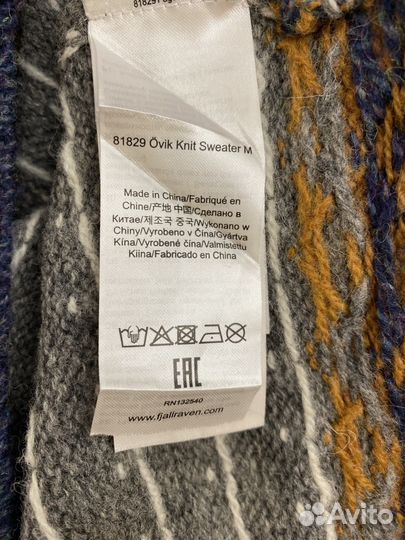 81829 Övik Knit Sweater M
Made in China/Fabriqué en
Chine/产地 中国/Сделано в
Китае/제조국 중국/Wykonano w
Chiny/Vyrobeno v Čina/Gyártva
Kína/Vyrobené čína/Valmistettu
Kiina/Fabricado en China
EAC
RN132540
www.fjallraven.com
Avito